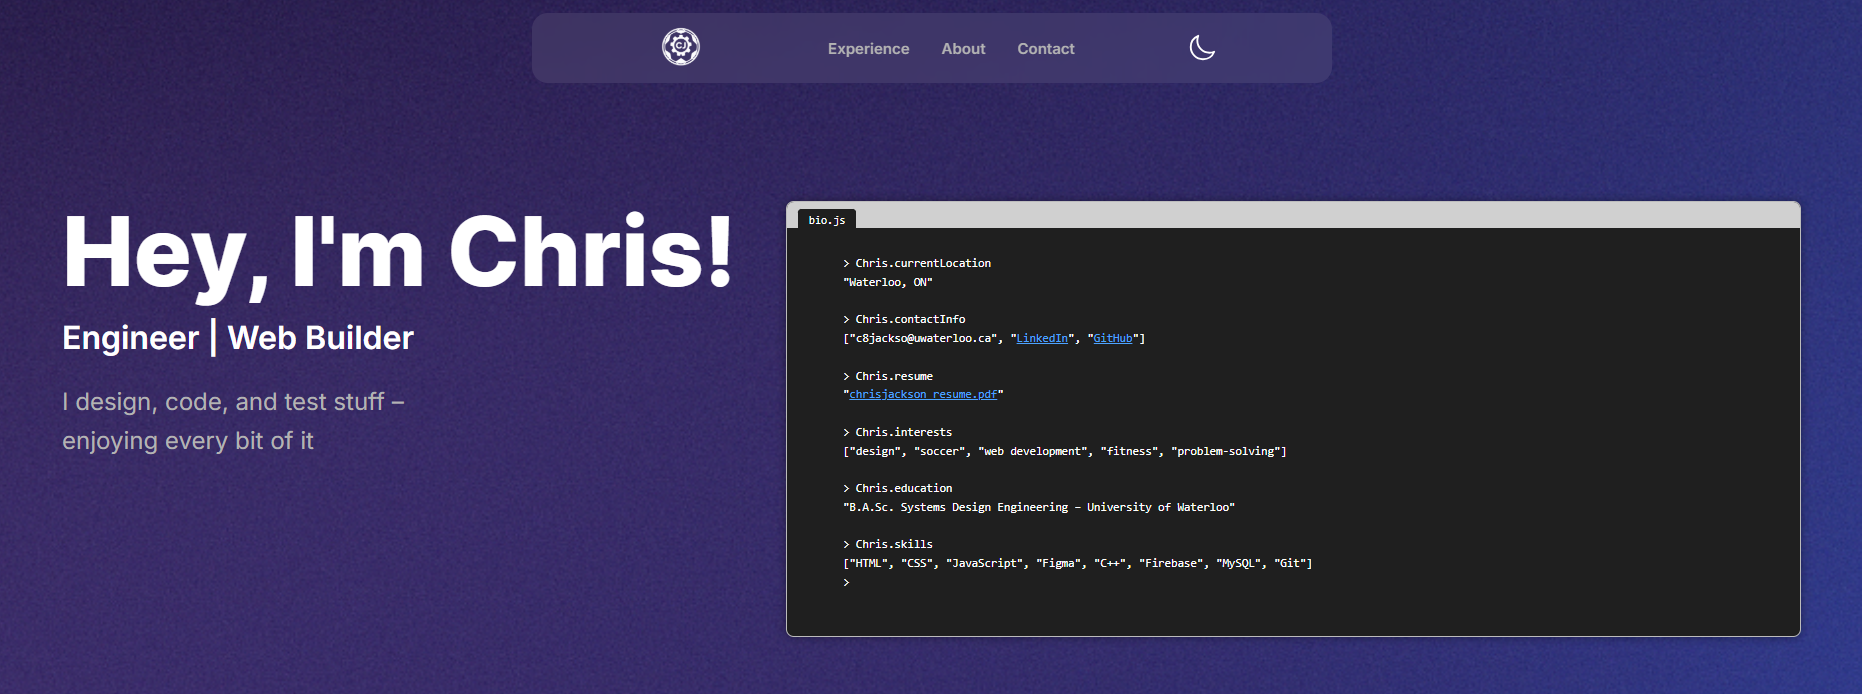 CJ
Experience About Contact
Hey, I'm Chris!
Engineer | Web Builder
I design, code, and test stuff –
enjoying every bit of it
bio.js
> Chris.currentLocation
"Waterloo, ON"
> Chris.contactInfo
["c8jackso@uwaterloo.ca", "LinkedIn", "GitHub"]
> Chris.resume
"chrisjackson_resume.pdf"
> Chris.interests
["design", "soccer", "web development", "fitness", "problem-solving"]
> Chris.education
"B.A.Sc. Systems Design Engineering – University of Waterloo"
> Chris.skills
["HTML", "CSS", "JavaScript", "Figma", "C++", "Firebase", "MySQL", "Git"]
>